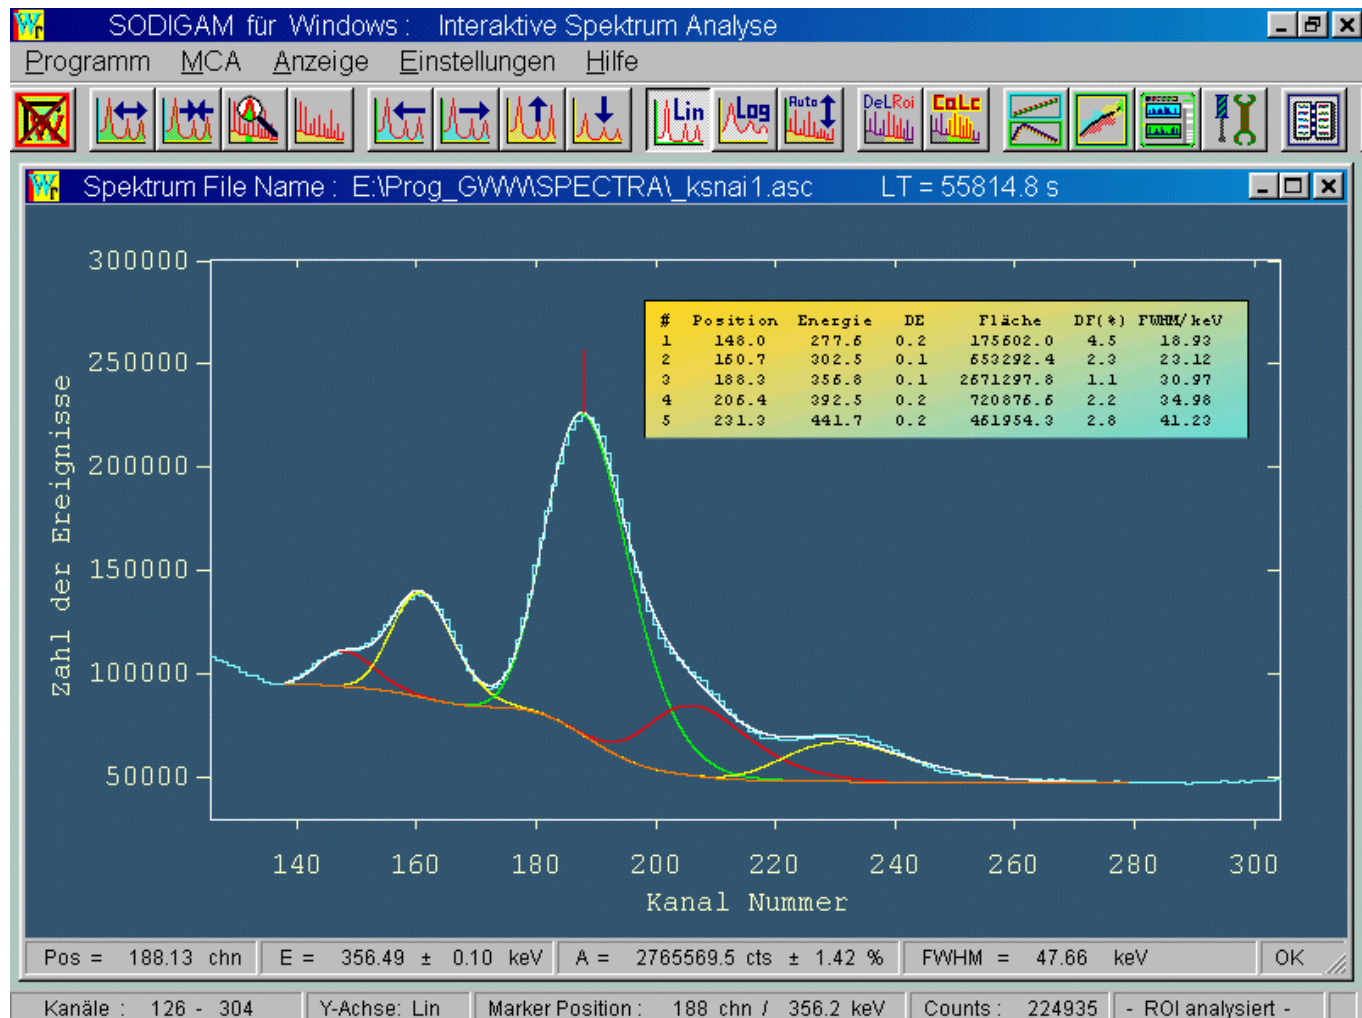 SODIGAM für Windows : Interaktive Spektrum Analyse
Programm MCA Anzeige Einstellungen Hilfe
Lin Log Auto DeLRoi CaLc
Spektrum File Name : E:\Prog_GWW\SPECTRA\_ksnai1.asc LT = 55814.8 s
# Position Energie DE Fläche DF(%) FWHM/keV
1 148.0 277.6 0.2 175602.0 4.5 18.93
2 160.7 302.5 0.1 653292.4 2.3 23.12
3 188.3 356.8 0.1 2671297.8 1.1 30.97
4 206.4 392.5 0.2 720876.6 2.2 34.98
5 231.3 441.7 0.2 461954.3 2.8 41.23
Zahl der Ereignisse
300000
250000
200000
150000
100000
50000
140 160 180 200 220 240 260 280 300
Kanal Nummer
Pos = 188.13 chn E = 356.49 ± 0.10 keV A = 2765569.5 cts ± 1.42 % FWHM = 47.66 keV OK
Kanäle : 126 - 304 Y-Achse: Lin Marker Position : 188 chn / 356.2 keV Counts : 224935 - ROI analysiert -